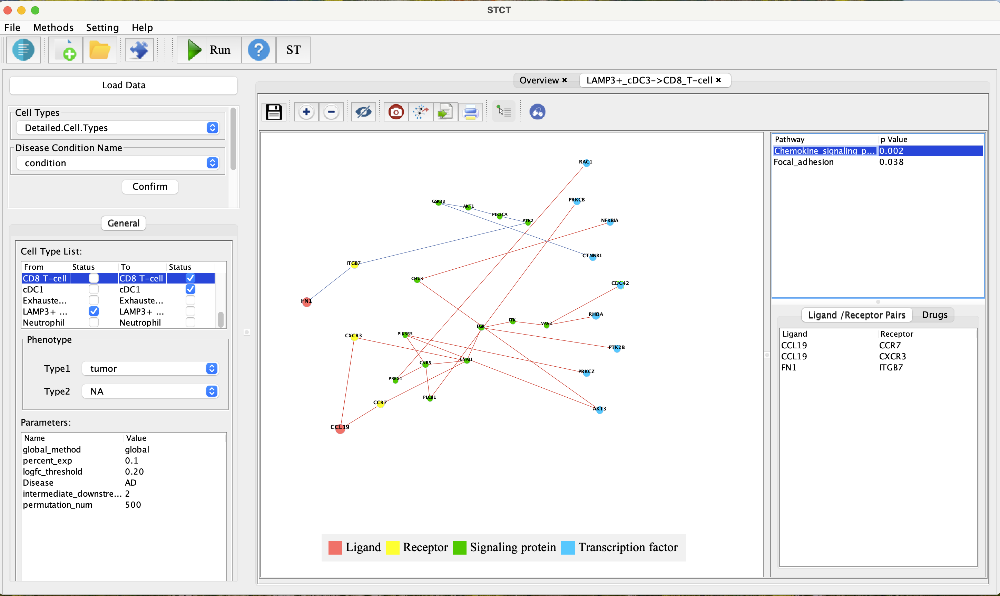 STCT
File Methods Setting Help
Run ? ST
Load Data
Cell Types
Detailed.Cell.Types
Disease Condition Name
condition
Confirm
General
Cell Type List:
From Status To Status
CD8 T-cell CD8 T-cell
cDC1 cDC1
Exhauste... Exhauste...
LAMP3+ ... LAMP3+ ...
Neutrophil Neutrophil
Phenotype
Type1 tumor
Type2 NA
Parameters:
Name Value
global_method global
percent_exp 0.1
logfc_threshold 0.20
Disease AD
intermediate_downstre... 2
permutation_num 500
Overview × LAMP3+_cDC3->CD8_T-cell ×
RAC1
PRKCB
GSK3B
AKT1
PIK3CA
PTK2
NFKBIA
CTNNB1
ITGB7
CHUK
CDC42
FN1
RHOA
ITK
VAV3
FGR
CXCR3
PIK3R5
PTK2B
GNAI1
GNB5
PRKCZ
PREX1
PLCB1
CCR7
AKT3
CCL19
Ligand Receptor Signaling protein Transcription factor
Pathway p Value
Chemokine_signaling_p... 0.002
Focal_adhesion 0.038
Ligand /Receptor Pairs Drugs
Ligand Receptor
CCL19 CCR7
CCL19 CXCR3
FN1 ITGB7